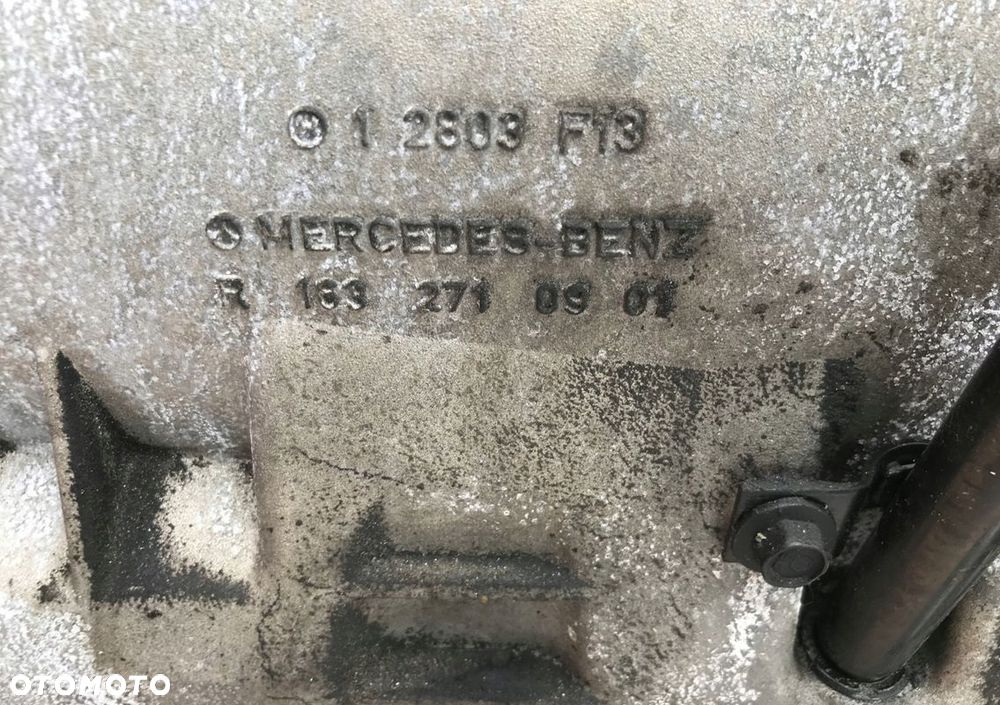 1 2803 F13
MERCEDES-BENZ
R 163 271 09 01
OTOMOTO